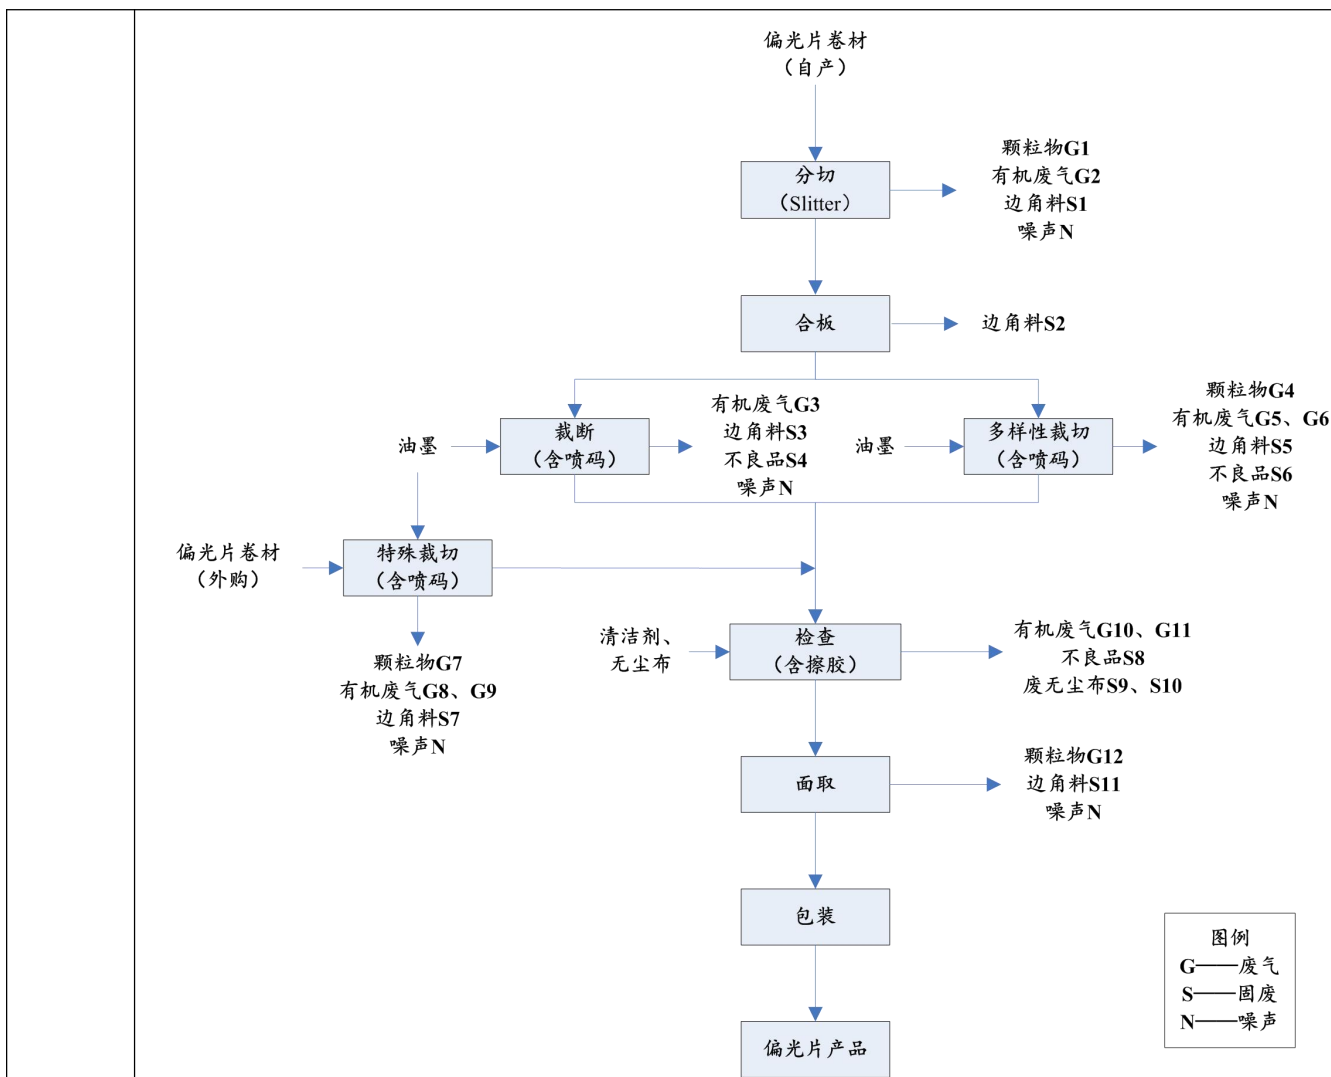 偏光片卷材
（自产）
分切
（Slitter）
颗粒物G1
有机废气G2
边角料S1
噪声N
合板
边角料S2
油墨
裁断
（含喷码）
有机废气G3
边角料S3
不良品S4
噪声N
油墨
多样性裁切
（含喷码）
颗粒物G4
有机废气G5、G6
边角料S5
不良品S6
噪声N
偏光片卷材
（外购）
特殊裁切
（含喷码）
颗粒物G7
有机废气G8、G9
边角料S7
噪声N
清洁剂、
无尘布
检查
（含擦胶）
有机废气G10、G11
不良品S8
废无尘布S9、S10
面取
颗粒物G12
边角料S11
噪声N
包装
偏光片产品
图例
G——废气
S——固废
N——噪声